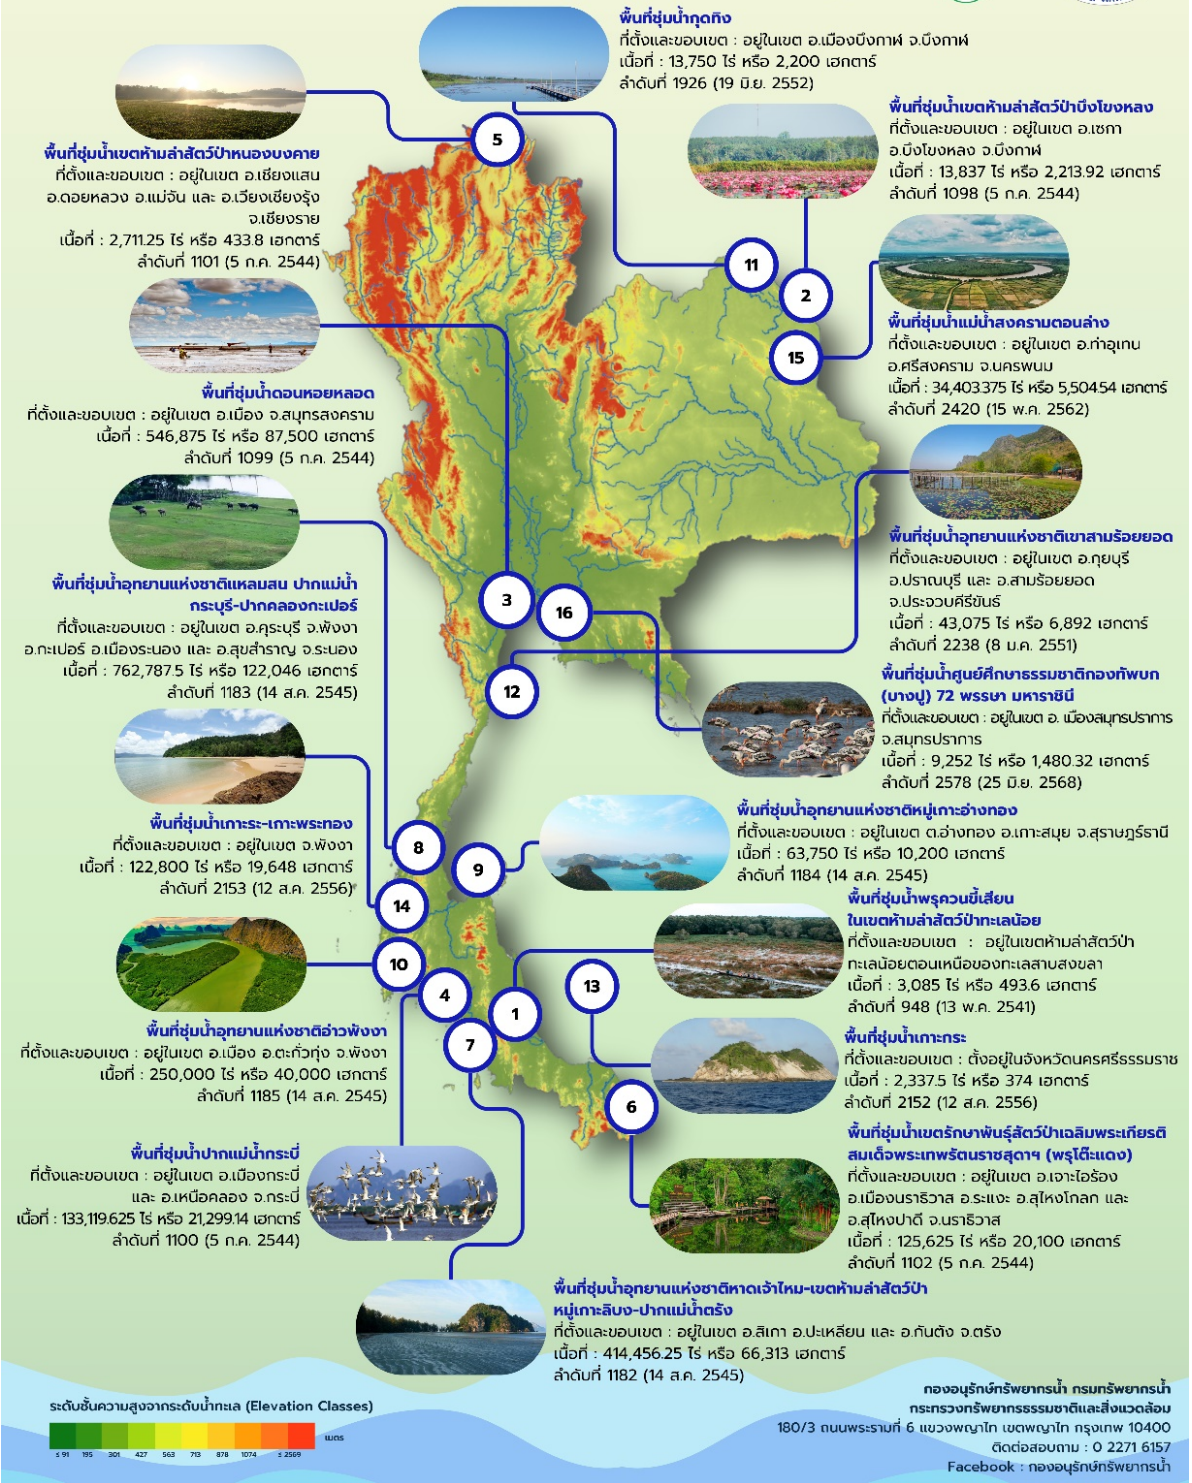 พื้นที่ชุ่มน้ำกุดทิง
ที่ตั้งและขอบเขต : อยู่ในเขต อ.เมืองบึงกาฬ จ.บึงกาฬ
เนื้อที่ : 13,750 ไร่ หรือ 2,200 เฮกตาร์
ลำดับที่ 1926 (19 มิ.ย. 2552)
พื้นที่ชุ่มน้ำเขตห้ามล่าสัตว์ป่าบึงโขงหลง
ที่ตั้งและขอบเขต : อยู่ในเขต อ.เซกา
อ.บึงโขงหลง จ.บึงกาฬ
เนื้อที่ : 13,837 ไร่ หรือ 2,213.92 เฮกตาร์
ลำดับที่ 1098 (5 ก.ค. 2544)
5
พื้นที่ชุ่มน้ำเขตห้ามล่าสัตว์ป่าหนองบงคาย
ที่ตั้งและขอบเขต : อยู่ในเขต อ.เชียงแสน
อ.ดอยหลวง อ.แม่จัน และ อ.เวียงเชียงรุ้ง
จ.เชียงราย
เนื้อที่ : 2,711.25 ไร่ หรือ 433.8 เฮกตาร์
ลำดับที่ 1101 (5 ก.ค. 2544)
11
2
15
พื้นที่ชุ่มน้ำแม่น้ำสงครามตอนล่าง
ที่ตั้งและขอบเขต : อยู่ในเขต อ.ท่าอุเทน
อ.ศรีสงคราม จ.นครพนม
เนื้อที่ : 34,403.375 ไร่ หรือ 5,504.54 เฮกตาร์
ลำดับที่ 2420 (15 พ.ค. 2562)
พื้นที่ชุ่มน้ำดอนหอยหลอด
ที่ตั้งและขอบเขต : อยู่ในเขต อ.เมือง จ.สมุทรสงคราม
เนื้อที่ : 546,875 ไร่ หรือ 87,500 เฮกตาร์
ลำดับที่ 1099 (5 ก.ค. 2544)
พื้นที่ชุ่มน้ำอุทยานแห่งชาติเขาสามร้อยยอด
ที่ตั้งและขอบเขต : อยู่ในเขต อ.กุยบุรี
อ.ปราณบุรี และ อ.สามร้อยยอด
จ.ประจวบคีรีขันธ์
เนื้อที่ : 43,075 ไร่ หรือ 6,892 เฮกตาร์
ลำดับที่ 2238 (8 ม.ค. 2551)
พื้นที่ชุ่มน้ำอุทยานแห่งชาติแหลมสน ปากแม่น้ำ
กระบุรี-ปากคลองกะเปอร์
ที่ตั้งและขอบเขต : อยู่ในเขต อ.คุระบุรี จ.พังงา
อ.กะเปอร์ อ.เมืองระนอง และ อ.สุขสำราญ จ.ระนอง
เนื้อที่ : 762,787.5 ไร่ หรือ 122,046 เฮกตาร์
ลำดับที่ 1183 (14 ส.ค. 2545)
3
16
12
พื้นที่ชุ่มน้ำศูนย์ศึกษาธรรมชาติกองทัพบก
(บางปู) 72 พรรษา มหาราชินี
ที่ตั้งและขอบเขต : อยู่ในเขต อ. เมืองสมุทรปราการ
จ.สมุทรปราการ
เนื้อที่ : 9,252 ไร่ หรือ 1,480.32 เฮกตาร์
ลำดับที่ 2578 (25 มิ.ย. 2568)
พื้นที่ชุ่มน้ำเกาะระ-เกาะพระทอง
ที่ตั้งและขอบเขต : อยู่ในเขต จ.พังงา
เนื้อที่ : 122,800 ไร่ หรือ 19,648 เฮกตาร์
ลำดับที่ 2153 (12 ส.ค. 2556)
8
9
14
พื้นที่ชุ่มน้ำอุทยานแห่งชาติหมู่เกาะอ่างทอง
ที่ตั้งและขอบเขต : อยู่ในเขต ต.อ่างทอง อ.เกาะสมุย จ.สุราษฎร์ธานี
เนื้อที่ : 63,750 ไร่ หรือ 10,200 เฮกตาร์
ลำดับที่ 1184 (14 ส.ค. 2545)
พื้นที่ชุ่มน้ำพรุควนขี้เสียน
ในเขตห้ามล่าสัตว์ป่าทะเลน้อย
ที่ตั้งและขอบเขต : อยู่ในเขตห้ามล่าสัตว์ป่า
ทะเลน้อยตอนเหนือของทะเลสาบสงขลา
เนื้อที่ : 3,085 ไร่ หรือ 493.6 เฮกตาร์
ลำดับที่ 948 (13 พ.ค. 2541)
10
4
7
1
13
6
พื้นที่ชุ่มน้ำอุทยานแห่งชาติอ่าวพังงา
ที่ตั้งและขอบเขต : อยู่ในเขต อ.เมือง อ.ตะกั่วทุ่ง จ.พังงา
เนื้อที่ : 250,000 ไร่ หรือ 40,000 เฮกตาร์
ลำดับที่ 1185 (14 ส.ค. 2545)
พื้นที่ชุ่มน้ำเกาะกระ
ที่ตั้งและขอบเขต : ตั้งอยู่ในจังหวัดนครศรีธรรมราช
เนื้อที่ : 2,337.5 ไร่ หรือ 374 เฮกตาร์
ลำดับที่ 2152 (12 ส.ค. 2556)
พื้นที่ชุ่มน้ำเขตรักษาพันธุ์สัตว์ป่าเฉลิมพระเกียรติ
สมเด็จพระเทพรัตนราชสุดาฯ (พรุโต๊ะแดง)
ที่ตั้งและขอบเขต : อยู่ในเขต อ.เจาะไอร้อง
อ.เมืองนราธิวาส อ.ระแงะ อ.สุไหงโกลก และ
อ.สุไหงปาดี จ.นราธิวาส
เนื้อที่ : 125,625 ไร่ หรือ 20,100 เฮกตาร์
ลำดับที่ 1102 (5 ก.ค. 2544)
พื้นที่ชุ่มน้ำปากแม่น้ำกระบี่
ที่ตั้งและขอบเขต : อยู่ในเขต อ.เมืองกระบี่
และ อ.เหนือคลอง จ.กระบี่
เนื้อที่ : 133,119.625 ไร่ หรือ 21,299.14 เฮกตาร์
ลำดับที่ 1100 (5 ก.ค. 2544)
พื้นที่ชุ่มน้ำอุทยานแห่งชาติหาดเจ้าไหม-เขตห้ามล่าสัตว์ป่า
หมู่เกาะลิบง-ปากแม่น้ำตรัง
ที่ตั้งและขอบเขต : อยู่ในเขต อ.สิเกา อ.ปะเหลียน และ อ.กันตัง จ.ตรัง
เนื้อที่ : 414,456.25 ไร่ หรือ 66,313 เฮกตาร์
ลำดับที่ 1182 (14 ส.ค. 2545)
ระดับชั้นความสูงจากระดับน้ำทะเล (Elevation Classes)
เมตร
≤ 91 195 301 427 563 713 878 1074 ≤ 2569
กองอนุรักษ์ทรัพยากรน้ำ กรมทรัพยากรน้ำ
กระทรวงทรัพยากรธรรมชาติและสิ่งแวดล้อม
180/3 ถนนพระรามที่ 6 แขวงพญาไท เขตพญาไท กรุงเทพ 10400
ติดต่อสอบถาม : 0 2271 6157
Facebook : กองอนุรักษ์ทรัพยากรน้ำ